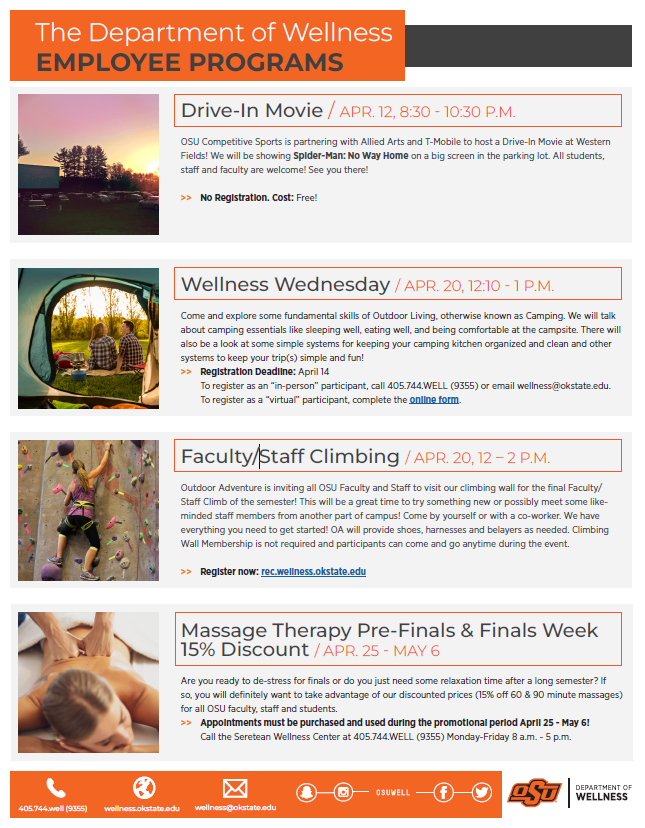 The Department of Wellness
EMPLOYEE PROGRAMS
Drive-In Movie / APR. 12, 8:30 - 10:30 P.M.
OSU Competitive Sports is partnering with Allied Arts and T-Mobile to host a Drive-In Movie at Western
Fields! We will be showing Spider-Man: No Way Home on a big screen in the parking lot. All students,
staff and faculty are welcome! See you there!
>> No Registration. Cost: Free!
Wellness Wednesday / APR. 20, 12:10 - 1 P.M.
Come and explore some fundamental skills of Outdoor Living, otherwise known as Camping. We will talk
about camping essentials like sleeping well, eating well, and being comfortable at the campsite. There will
also be a look at some simple systems for keeping your camping kitchen organized and clean and other
systems to keep your trip(s) simple and fun!
>> Registration Deadline: April 14
To register as an “in-person” participant, call 405.744.WELL (9355) or email wellness@okstate.edu.
To register as a “virtual” participant, complete the online form.
Faculty/Staff Climbing / APR. 20, 12 – 2 P.M.
Outdoor Adventure is inviting all OSU Faculty and Staff to visit our climbing wall for the final Faculty/
Staff Climb of the semester! This will be a great time to try something new or possibly meet some like-
minded staff members from another part of campus! Come by yourself or with a co-worker. We have
everything you need to get started! OA will provide shoes, harnesses and belayers as needed. Climbing
Wall Membership is not required and participants can come and go anytime during the event.
>> Register now: rec.wellness.okstate.edu
Massage Therapy Pre-Finals & Finals Week
15% Discount / APR. 25 - MAY 6
Are you ready to de-stress for finals or do you just need some relaxation time after a long semester? If
so, you will definitely want to take advantage of our discounted prices (15% off 60 & 90 minute massages)
for all OSU faculty, staff and students.
>> Appointments must be purchased and used during the promotional period April 25 - May 6!
Call the Seretean Wellness Center at 405.744.WELL (9355) Monday-Friday 8 a.m. - 5 p.m.
405.744.well (9355)
wellness.okstate.edu
wellness@okstate.edu
OSUWELL
OSU
DEPARTMENT OF
WELLNESS